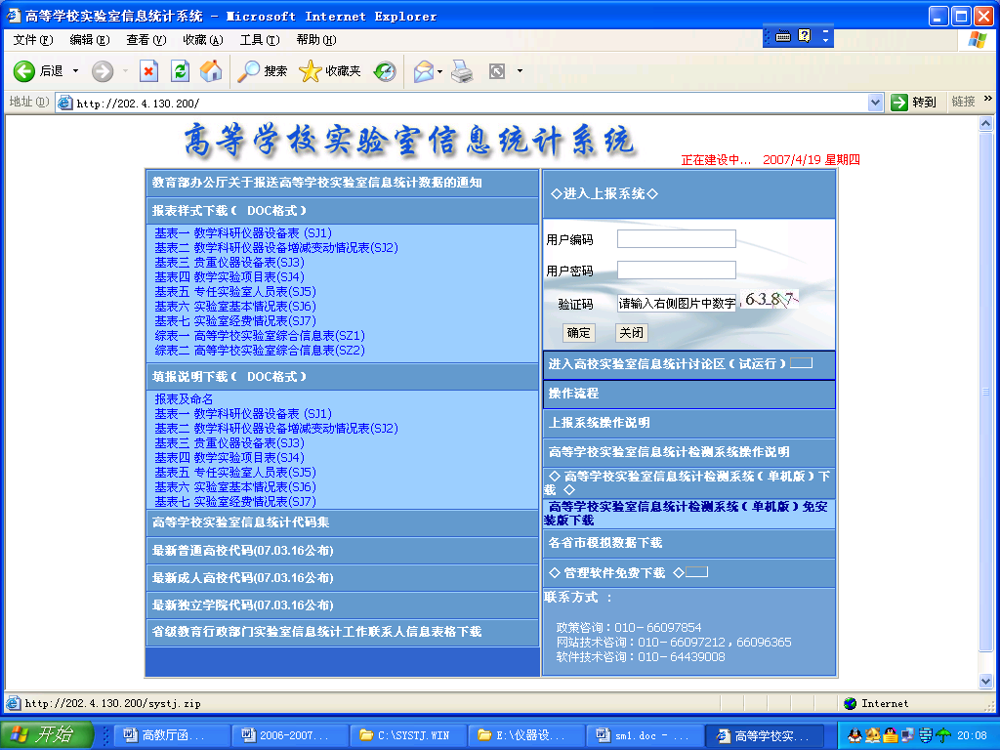 高等学校实验室信息统计系统 - Microsoft Internet Explorer
文件(F) 编辑(E) 查看(V) 收藏(A) 工具(T) 帮助(H)
后退 搜索 收藏夹
地址(D) http://202.4.130.200/ 转到 链接 »
高等学校实验室信息统计系统
正在建设中... 2007/4/19 星期四
教育部办公厅关于报送高等学校实验室信息统计数据的通知
报表样式下载( DOC格式)
基表一 教学科研仪器设备表 (SJ1)
基表二 教学科研仪器设备增减变动情况表(SJ2)
基表三 贵重仪器设备表(SJ3)
基表四 教学实验项目表(SJ4)
基表五 专任实验室人员表(SJ5)
基表六 实验室基本情况表(SJ6)
基表七 实验室经费情况表(SJ7)
综表一 高等学校实验室综合信息表(SZ1)
综表二 高等学校实验室综合信息表(SZ2)
填报说明下载( DOC格式)
报表及命名
基表一 教学科研仪器设备表 (SJ1)
基表二 教学科研仪器设备增减变动情况表(SJ2)
基表三 贵重仪器设备表(SJ3)
基表四 教学实验项目表(SJ4)
基表五 专任实验室人员表(SJ5)
基表六 实验室基本情况表(SJ6)
基表七 实验室经费情况表(SJ7)
高等学校实验室信息统计代码集
最新普通高校代码(07.03.16公布)
最新成人高校代码(07.03.16公布)
最新独立学院代码(07.03.16公布)
省级教育行政部门实验室信息统计工作联系人信息表格下载
◇进入上报系统◇
用户编码
用户密码
验证码 请输入右侧图片中数字 6387
确定 关闭
进入高校实验室信息统计讨论区(试运行)
操作流程
上报系统操作说明
高等学校实验室信息统计检测系统操作说明
◇ 高等学校实验室信息统计检测系统(单机版)下
载 ◇
高等学校实验室信息统计检测系统(单机版)免安
装版下载
各省市模拟数据下载
◇ 管理软件免费下载 ◇
联系方式 :
政策咨询:010-66097854
网站技术咨询:010-66097212,66096365
软件技术咨询:010-64439008
http://202.4.130.200/systj.zip Internet
开始 高教厅函... 2006-2007... C:\SYSTJ.WIN E:\仪器设... sm1.doc - ... 高等学校实... 20:08